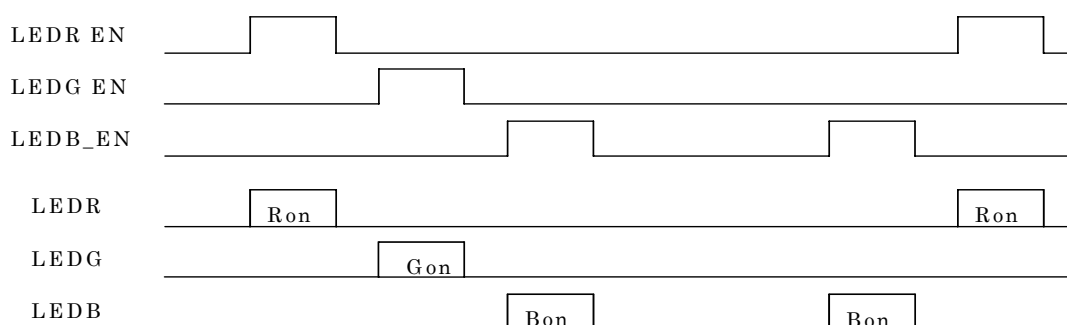 LEDR EN
LEDG EN
LEDB_EN
LEDR Ron Ron
LEDG Gon
LEDB Bon Bon